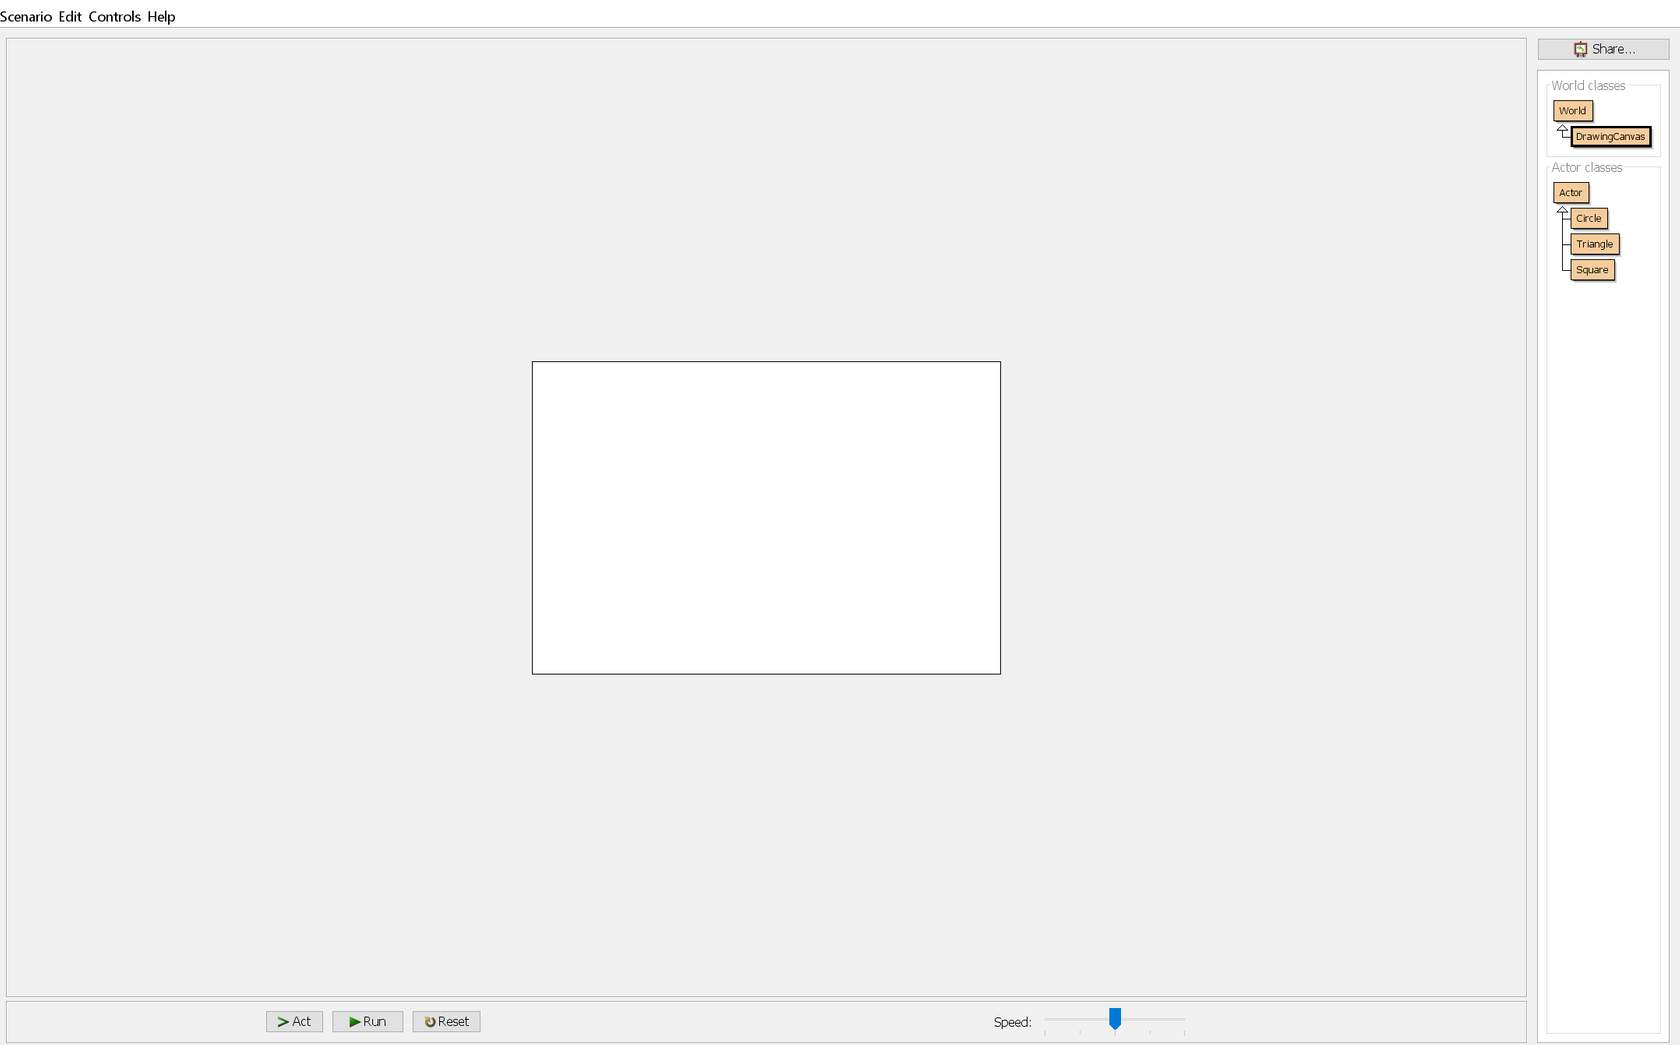 Scenario Edit Controls Help
Share...
World classes
World
DrawingCanvas
Actor classes
Actor
Circle
Triangle
Square
Act Run Reset Speed: